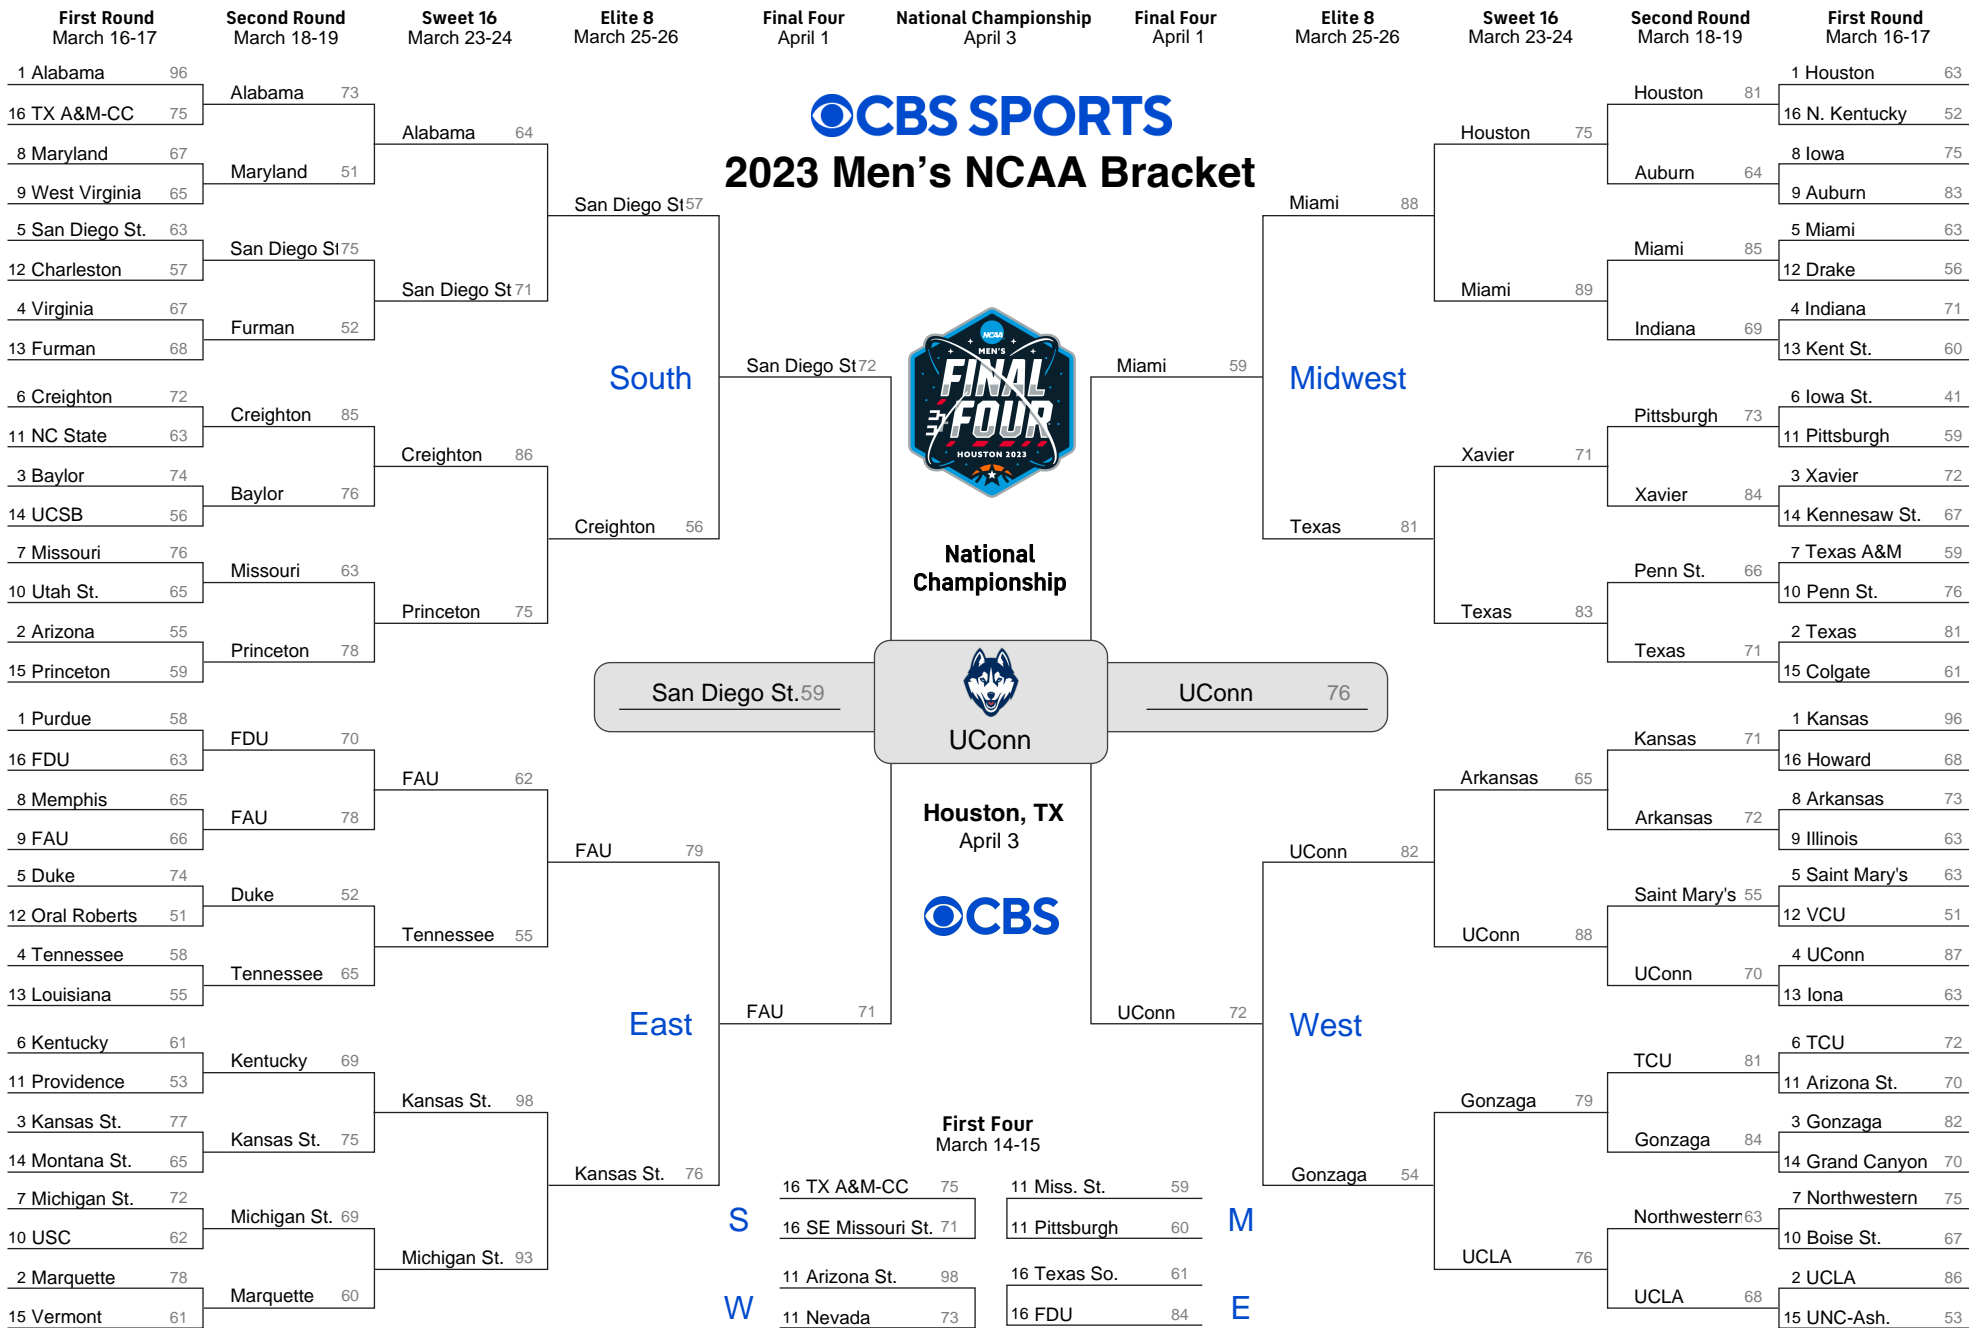 First Round
March 16-17
Second Round
March 18-19
Sweet 16
March 23-24
Elite 8
March 25-26
Final Four
April 1
National Championship
April 3
Final Four
April 1
Elite 8
March 25-26
Sweet 16
March 23-24
Second Round
March 18-19
First Round
March 16-17
CBS SPORTS
2023 Men's NCAA Bracket
1 Alabama 96
16 TX A&M-CC 75
8 Maryland 67
9 West Virginia 65
5 San Diego St. 63
12 Charleston 57
4 Virginia 67
13 Furman 68
6 Creighton 72
11 NC State 63
3 Baylor 74
14 UCSB 56
7 Missouri 76
10 Utah St. 65
2 Arizona 55
15 Princeton 59
Alabama 73
Maryland 51
San Diego St 75
Furman 52
Creighton 85
Baylor 76
Missouri 63
Princeton 78
Alabama 64
San Diego St 71
Creighton 86
Princeton 75
San Diego St 57
Creighton 56
South
San Diego St 72
1 Purdue 58
16 FDU 63
8 Memphis 65
9 FAU 66
5 Duke 74
12 Oral Roberts 51
4 Tennessee 58
13 Louisiana 55
6 Kentucky 61
11 Providence 53
3 Kansas St. 77
14 Montana St. 65
7 Michigan St. 72
10 USC 62
2 Marquette 78
15 Vermont 61
FDU 70
FAU 78
Duke 52
Tennessee 65
Kentucky 69
Kansas St. 75
Michigan St. 69
Marquette 60
FAU 62
Tennessee 55
Kansas St. 98
Michigan St. 93
FAU 79
Kansas St. 76
East
FAU 71
NCAA
MEN'S
FINAL
FOUR
HOUSTON 2023
National
Championship
San Diego St. 59
UConn
UConn 76
Houston, TX
April 3
CBS
Miami 59
Midwest
Miami 88
Texas 81
Houston 75
Miami 89
Xavier 71
Texas 83
Houston 81
Auburn 64
Miami 85
Indiana 69
Pittsburgh 73
Xavier 84
Penn St. 66
Texas 71
1 Houston 63
16 N. Kentucky 52
8 Iowa 75
9 Auburn 83
5 Miami 63
12 Drake 56
4 Indiana 71
13 Kent St. 60
6 Iowa St. 41
11 Pittsburgh 59
3 Xavier 72
14 Kennesaw St. 67
7 Texas A&M 59
10 Penn St. 76
2 Texas 81
15 Colgate 61
UConn 72
West
UConn 82
Gonzaga 54
Arkansas 65
UConn 88
Gonzaga 79
UCLA 76
Kansas 71
Arkansas 72
Saint Mary's 55
UConn 70
TCU 81
Gonzaga 84
Northwestern 63
UCLA 68
1 Kansas 96
16 Howard 68
8 Arkansas 73
9 Illinois 63
5 Saint Mary's 63
12 VCU 51
4 UConn 87
13 Iona 63
6 TCU 72
11 Arizona St. 70
3 Gonzaga 82
14 Grand Canyon 70
7 Northwestern 75
10 Boise St. 67
2 UCLA 86
15 UNC-Ash. 53
First Four
March 14-15
S
16 TX A&M-CC 75
16 SE Missouri St. 71
11 Miss. St. 59
11 Pittsburgh 60
M
W
11 Arizona St. 98
11 Nevada 73
16 Texas So. 61
16 FDU 84
E